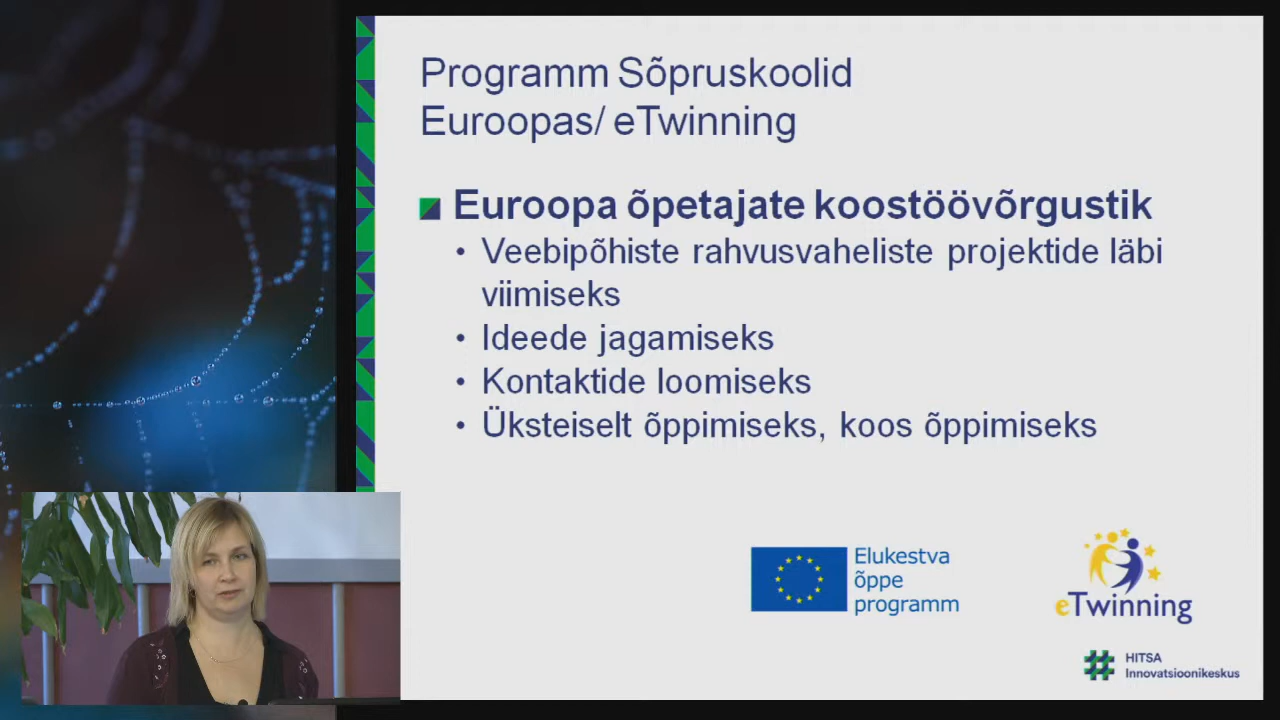 Programm Sõpruskoolid
Euroopas/ eTwinning
Euroopa õpetajate koostöövõrgustik
• Veebipõhiste rahvusvaheliste projektide läbi
viimiseks
• Ideede jagamiseks
• Kontaktide loomiseks
• Üksteiselt õppimiseks, koos õppimiseks
Elukestva
õppe
programm
eTwinning
HITSA
Innovatsioonikeskus